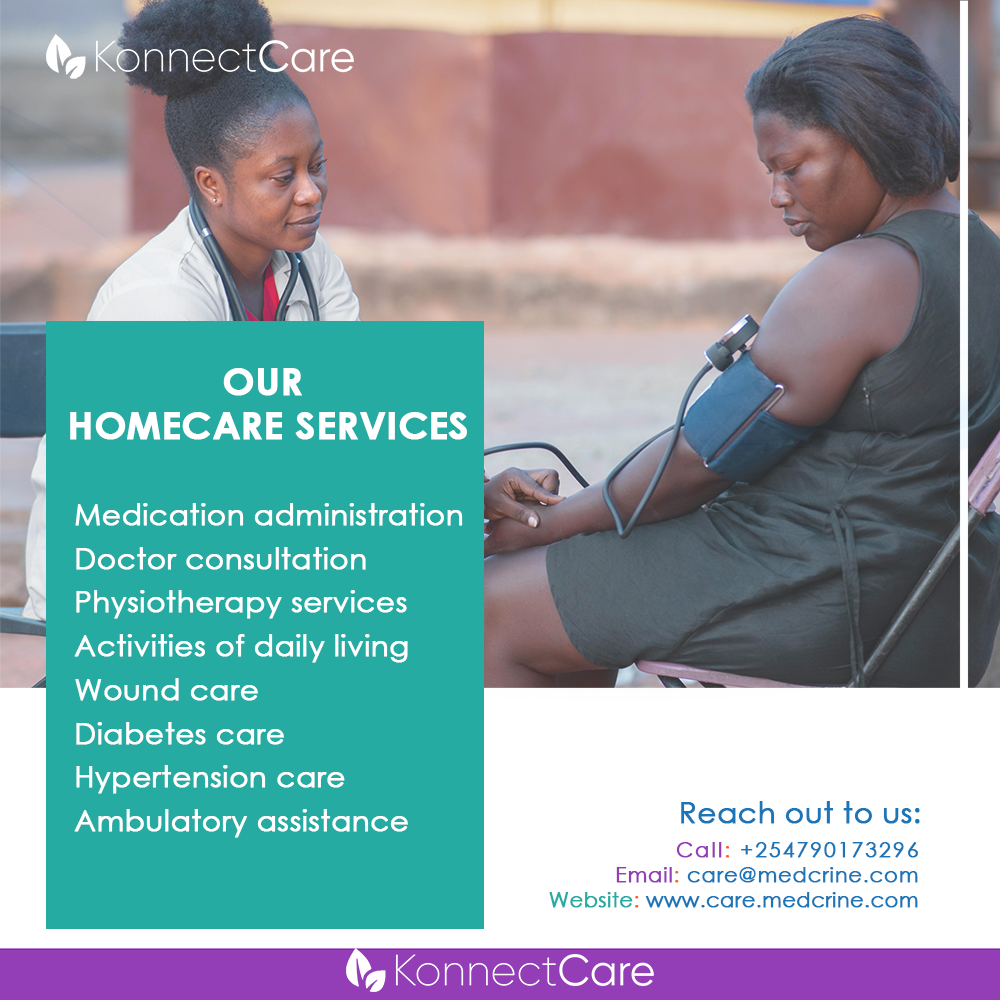 KonnectCare
OUR
HOMECARE SERVICES
Medication administration
Doctor consultation
Physiotherapy services
Activities of daily living
Wound care
Diabetes care
Hypertension care
Ambulatory assistance
Reach out to us:
Call: +254790173296
Email: care@medcrine.com
Website: www.care.medcrine.com
KonnectCare